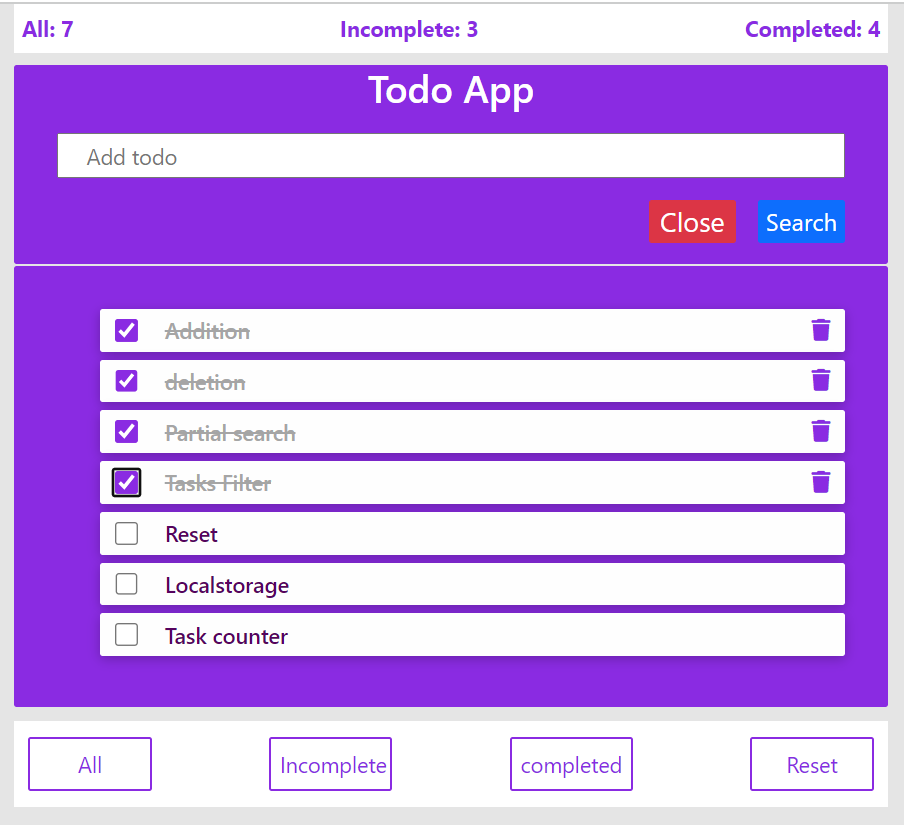 All: 7 Incomplete: 3 Completed: 4
Todo App
Add todo
Close Search
Addition
deletion
Partial search
Tasks Filter
Reset
Localstorage
Task counter
All Incomplete completed Reset